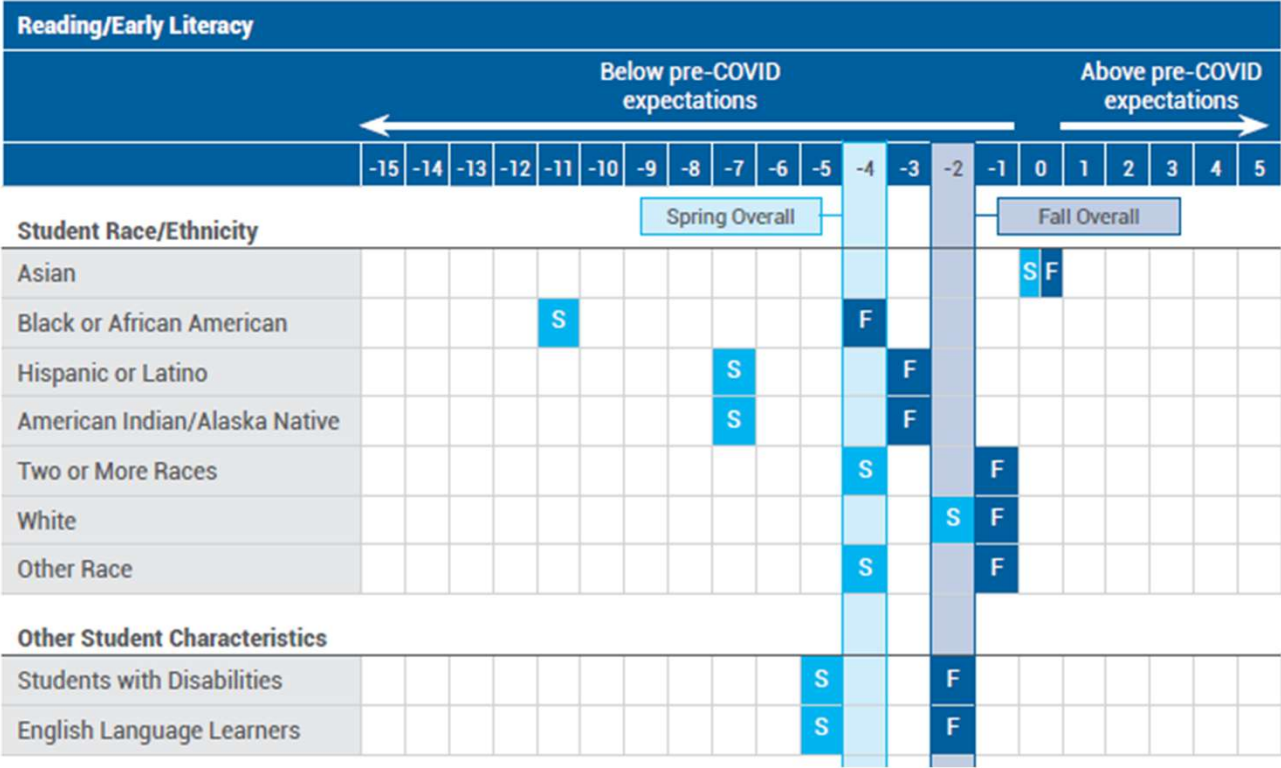 Reading/Early Literacy
Below pre-COVID
expectations
Above pre-COVID
expectations
-15 -14 -13 -12 -11 -10 -9 -8 -7 -6 -5 -4 -3 -2 -1 0 1 2 3 4 5
Spring Overall Fall Overall
Student Race/Ethnicity
Asian S F
Black or African American S F
Hispanic or Latino S F
American Indian/Alaska Native S F
Two or More Races S F
White S F
Other Race S F
Other Student Characteristics
Students with Disabilities S F
English Language Learners S F